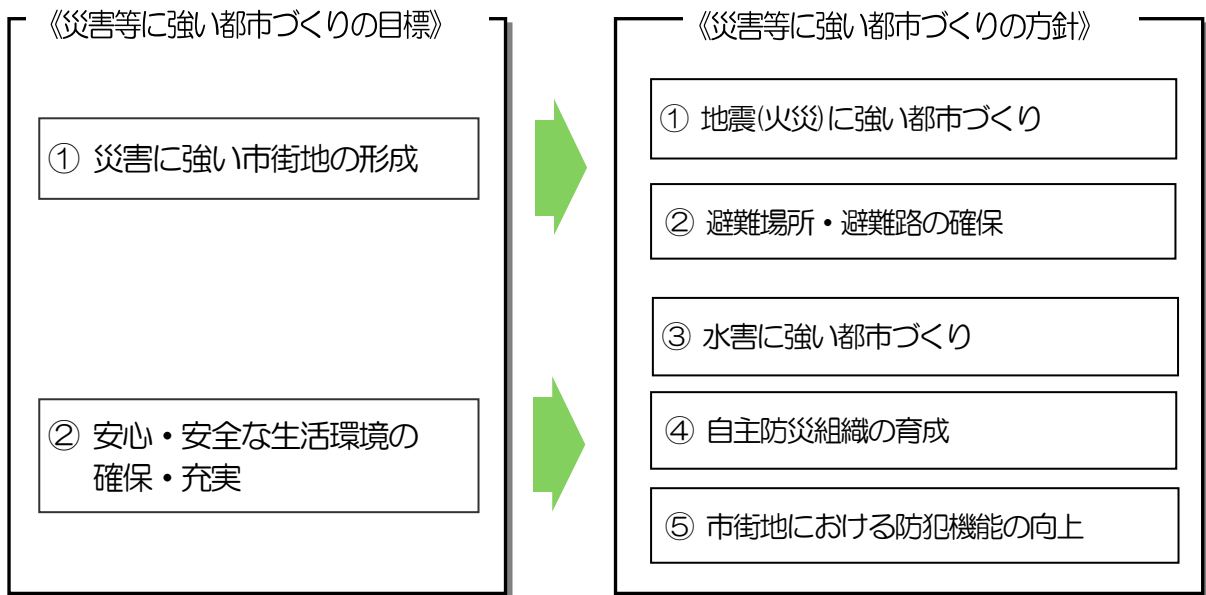 《災害等に強い都市づくりの目標》
① 災害に強い市街地の形成
② 安心・安全な生活環境の
確保・充実
《災害等に強い都市づくりの方針》
① 地震(火災)に強い都市づくり
② 避難場所・避難路の確保
③ 水害に強い都市づくり
④ 自主防災組織の育成
⑤ 市街地における防犯機能の向上